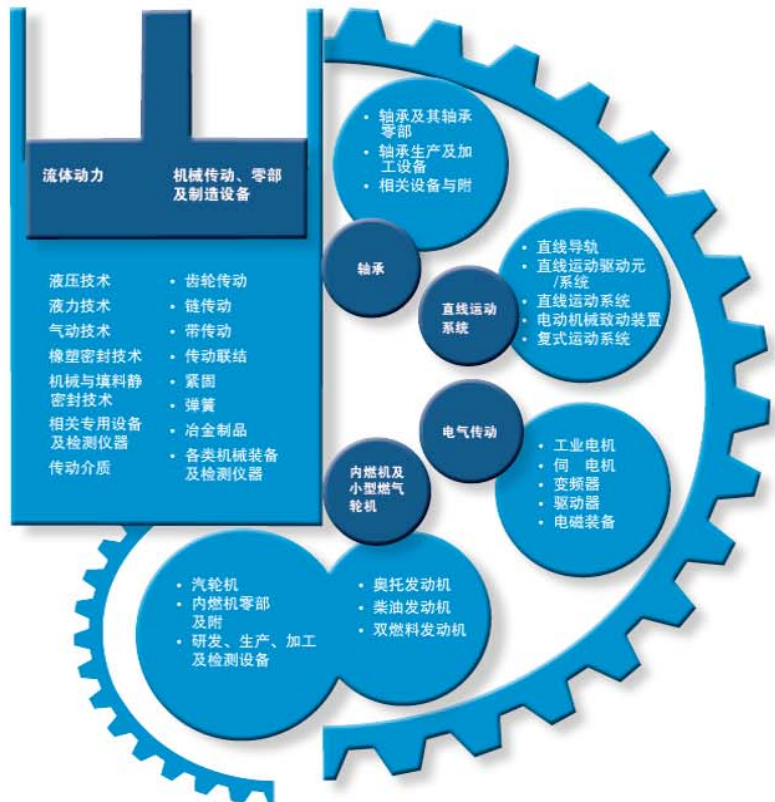 流体动力
机械传动、零部
及制造设备
液压技术
液力技术
气动技术
橡塑密封技术
机械与填料静
密封技术
相关专用设备
及检测仪器
传动介质
• 齿轮传动
• 链传动
• 带传动
• 传动联结
• 紧固
• 弹簧
• 冶金制品
• 各类机械装备
及检测仪器
• 轴承及其轴承
零部
• 轴承生产及加
工设备
• 相关设备与附
轴承
• 直线导轨
• 直线运动驱动元
/系统
• 直线运动系统
• 电动机械致动装置
• 复式运动系统
直线运动
系统
电气传动
• 工业电机
• 伺 电机
• 变频器
• 驱动器
• 电磁装备
内燃机及
小型燃气
轮机
• 汽轮机
• 内燃机零部
及附
• 研发、生产、加工
及检测设备
• 奥托发动机
• 柴油发动机
• 双燃料发动机